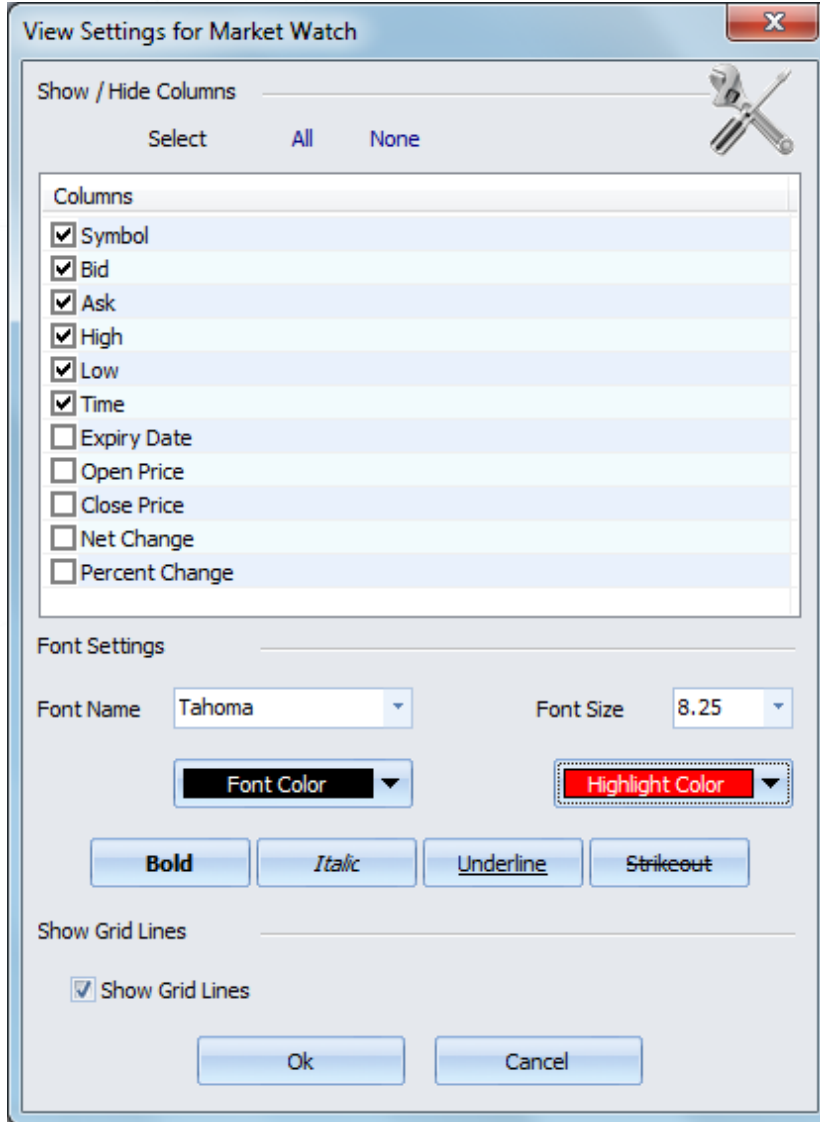 View Settings for Market Watch
Show / Hide Columns
Select All None
Columns
Symbol
Bid
Ask
High
Low
Time
Expiry Date
Open Price
Close Price
Net Change
Percent Change
Font Settings
Font Name Tahoma Font Size 8.25
Font Color Highlight Color
Bold Italic Underline Strikeout
Show Grid Lines
Show Grid Lines
Ok Cancel